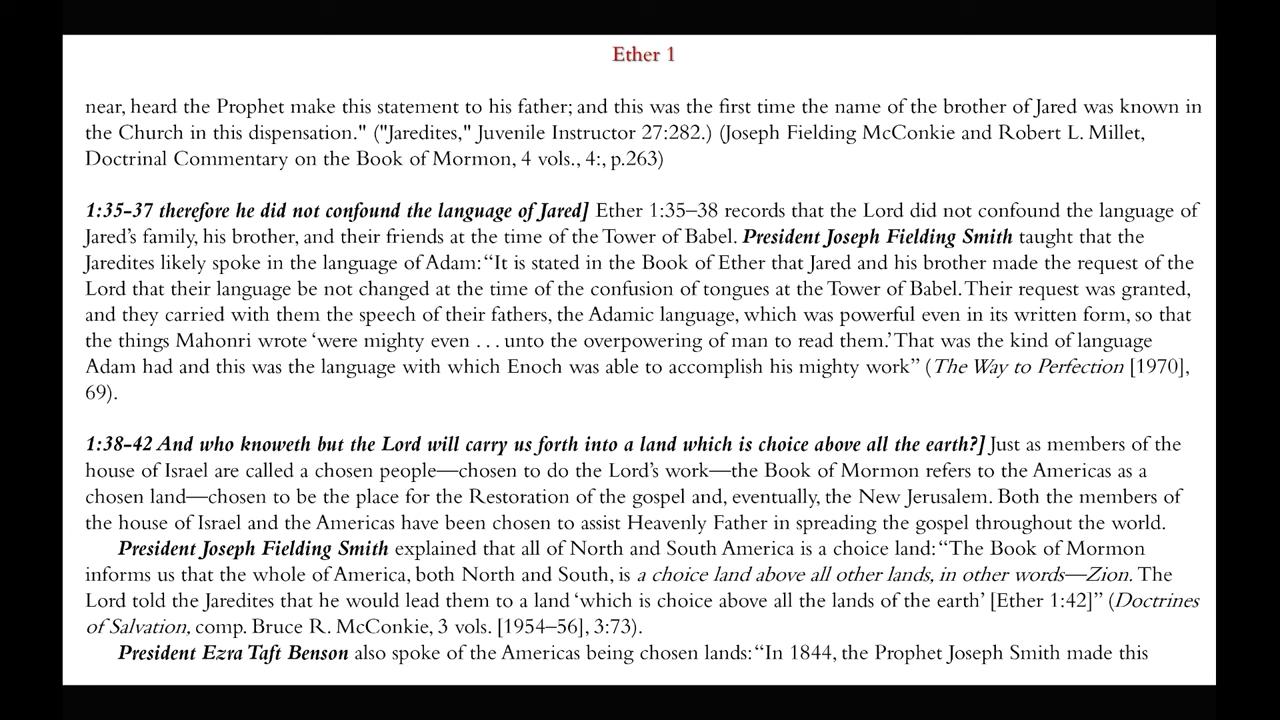 Ether 1
near, heard the Prophet make this statement to his father; and this was the first time the name of the brother of Jared was known in
the Church in this dispensation." ("Jaredites," Juvenile Instructor 27:282.) (Joseph Fielding McConkie and Robert L. Millet,
Doctrinal Commentary on the Book of Mormon, 4 vols., 4:, p.263)
1:35-37 therefore he did not confound the language of Jared] Ether 1:35–38 records that the Lord did not confound the language of
Jared’s family, his brother, and their friends at the time of the Tower of Babel. President Joseph Fielding Smith taught that the
Jaredites likely spoke in the language of Adam: “It is stated in the Book of Ether that Jared and his brother made the request of the
Lord that their language be not changed at the time of the confusion of tongues at the Tower of Babel. Their request was granted,
and they carried with them the speech of their fathers, the Adamic language, which was powerful even in its written form, so that
the things Mahonri wrote ‘were mighty even . . . unto the overpowering of man to read them.’ That was the kind of language
Adam had and this was the language with which Enoch was able to accomplish his mighty work” (The Way to Perfection [1970],
69).
1:38-42 And who knoweth but the Lord will carry us forth into a land which is choice above all the earth?] Just as members of the
house of Israel are called a chosen people—chosen to do the Lord’s work—the Book of Mormon refers to the Americas as a
chosen land—chosen to be the place for the Restoration of the gospel and, eventually, the New Jerusalem. Both the members of
the house of Israel and the Americas have been chosen to assist Heavenly Father in spreading the gospel throughout the world.
President Joseph Fielding Smith explained that all of North and South America is a choice land: “The Book of Mormon
informs us that the whole of America, both North and South, is a choice land above all other lands, in other words—Zion. The
Lord told the Jaredites that he would lead them to a land ‘which is choice above all the lands of the earth’ [Ether 1:42]” (Doctrines
of Salvation, comp. Bruce R. McConkie, 3 vols. [1954–56], 3:73).
President Ezra Taft Benson also spoke of the Americas being chosen lands: “In 1844, the Prophet Joseph Smith made this